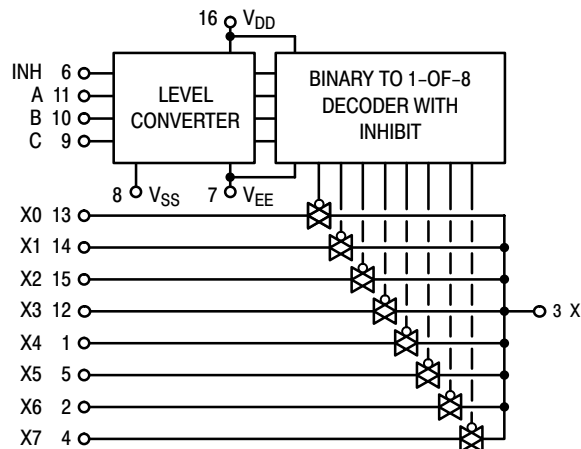 16 VDD
INH 6
A 11
B 10
C 9
LEVEL
CONVERTER
BINARY TO 1-OF-8
DECODER WITH
INHIBIT
8 VSS
7 VEE
X0 13
X1 14
X2 15
X3 12
3 X
X4 1
X5 5
X6 2
X7 4